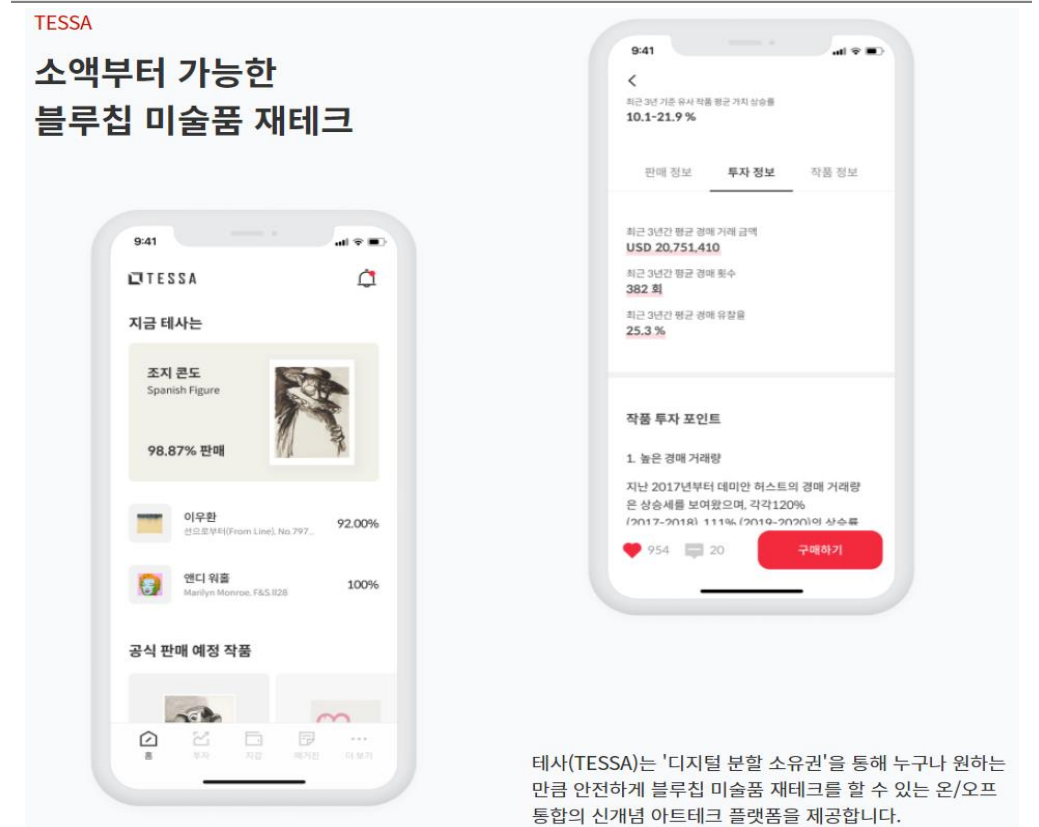 TESSA
소액부터 가능한
블루칩 미술품 재테크
9:41
TESSA
지금 테사는
조지 콘도
Spanish Figure
98.87% 판매
이우환
선으로부터(From Line), No.797...
92.00%
앤디 워홀
Marilyn Monroe, F&S.II28
100%
공식 판매 예정 작품
홈
투자
지갑
매거진
더 보기
9:41
최근 3년 기준 유사 작품 평균 가치 상승률
10.1-21.9 %
판매 정보
투자 정보
작품 정보
최근 3년간 평균 경매 거래 금액
USD 20,751,410
최근 3년간 평균 경매 횟수
382 회
최근 3년간 평균 경매 유찰율
25.3 %
작품 투자 포인트
1. 높은 경매 거래량
지난 2017년부터 데미안 허스트의 경매 거래량
은 상승세를 보여왔으며, 각각120%
(2017-2018), 111% (2019-2020)의 상승률
954
20
구매하기
테사(TESSA)는 '디지털 분할 소유권'을 통해 누구나 원하는
만큼 안전하게 블루칩 미술품 재테크를 할 수 있는 온/오프
통합의 신개념 아트테크 플랫폼을 제공합니다.